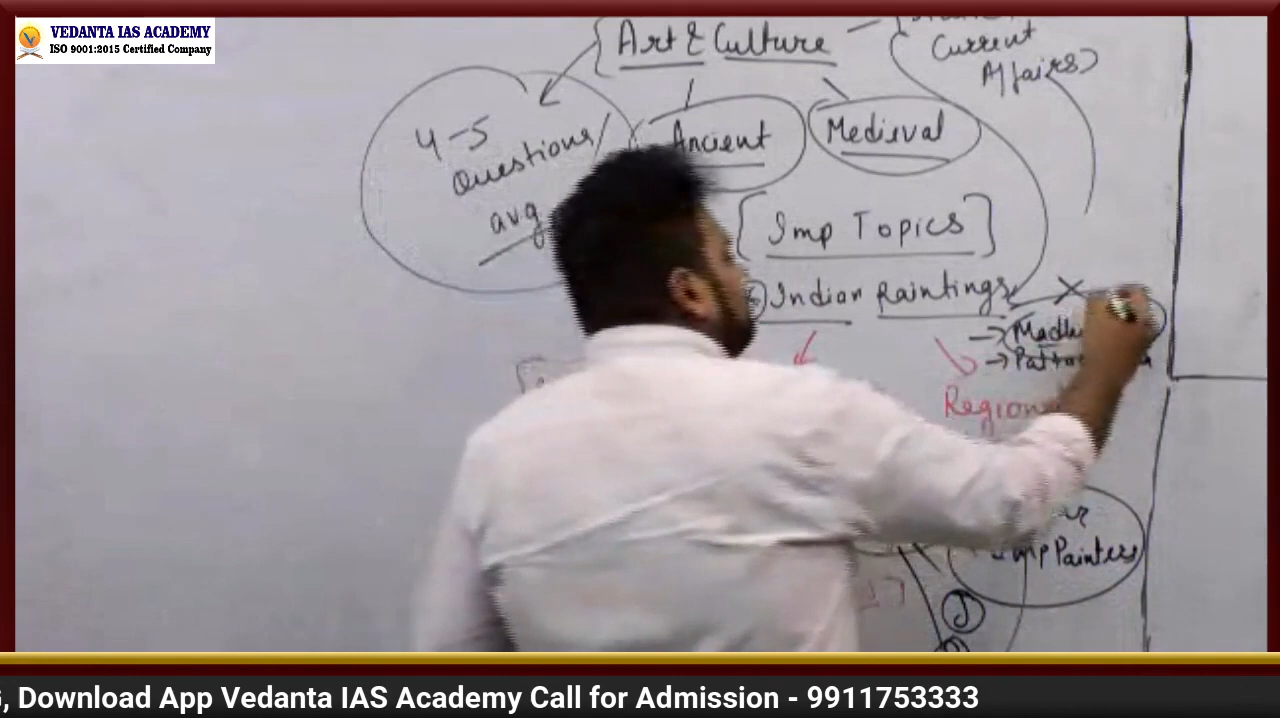 VEDANTA IAS ACADEMY
ISO 9001:2015 Certified Company
Art & Culture
Current
Affairs)
4-5
Questions/
avg
Ancient
Medieval
[Imp Topics]
Indian Paintings
→
→
Imp Painters
, Download App Vedanta IAS Academy Call for Admission - 9911753333